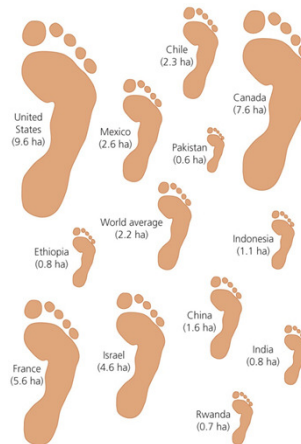 Chile
(2.3 ha)
United
States
(9.6 ha)
Mexico
(2.6 ha)
Canada
(7.6 ha)
Pakistan
(0.6 ha)
World average
(2.2 ha)
Ethiopia
(0.8 ha)
Indonesia
(1.1 ha)
France
(5.6 ha)
Israel
(4.6 ha)
China
(1.6 ha)
India
(0.8 ha)
Rwanda
(0.7 ha)